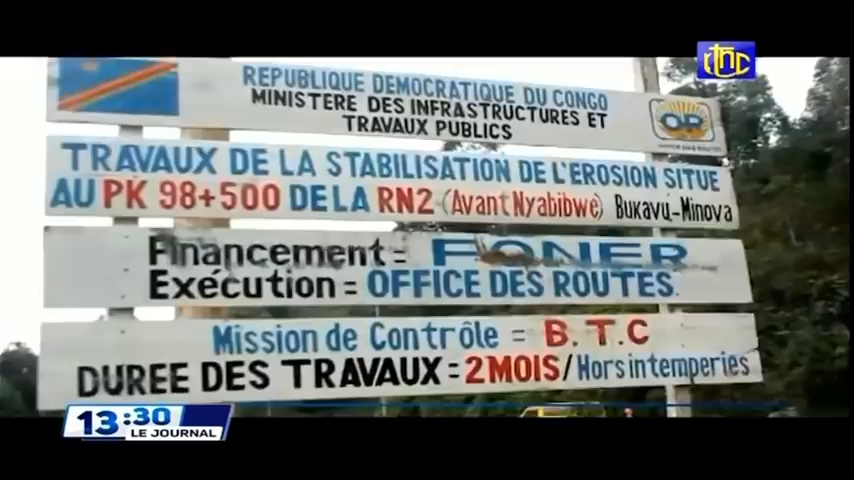 RTNC
REPUBLIQUE DEMOCRATIQUE DU CONGO
MINISTERE DES INFRASTRUCTURES ET
TRAVAUX PUBLICS
OR
TRAVAUX DE LA STABILISATION DE L'EROSION SITUE
AU PK 98+500 DE LA RN2 (Avant Nyabibwe) Bukavu-Minova
Financement = FONER
Exécution = OFFICE DES ROUTES
Mission de Contrôle = B.T.C
DUREE DES TRAVAUX = 2MOIS/Hors intemperies
13:30
LE JOURNAL